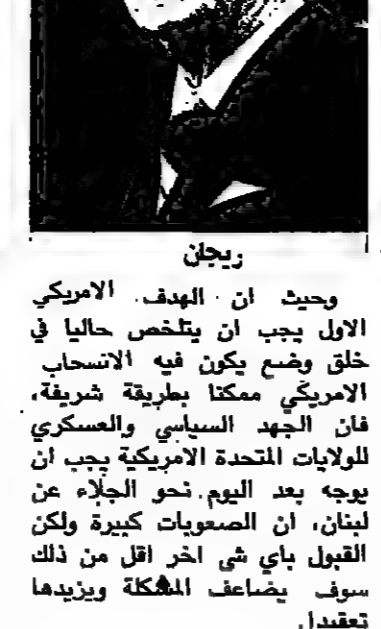 ريجان
وحيث ان الهدف الامريكي
الاول يجب ان يتلخص حاليا في
خلق وضع يكون فيه الانسحاب
الامريكي ممكنا بطريقة شريفة،
فان الجهد السياسي والعسكري
للولايات المتحدة الامريكية يجب ان
يوجه بعد اليوم نحو الجلاء عن
لبنان، ان الصعوبات كبيرة ولكن
القبول باي شى اخر اقل من ذلك
سوف يضاعف المشكلة ويزيدها
تعقيدا.